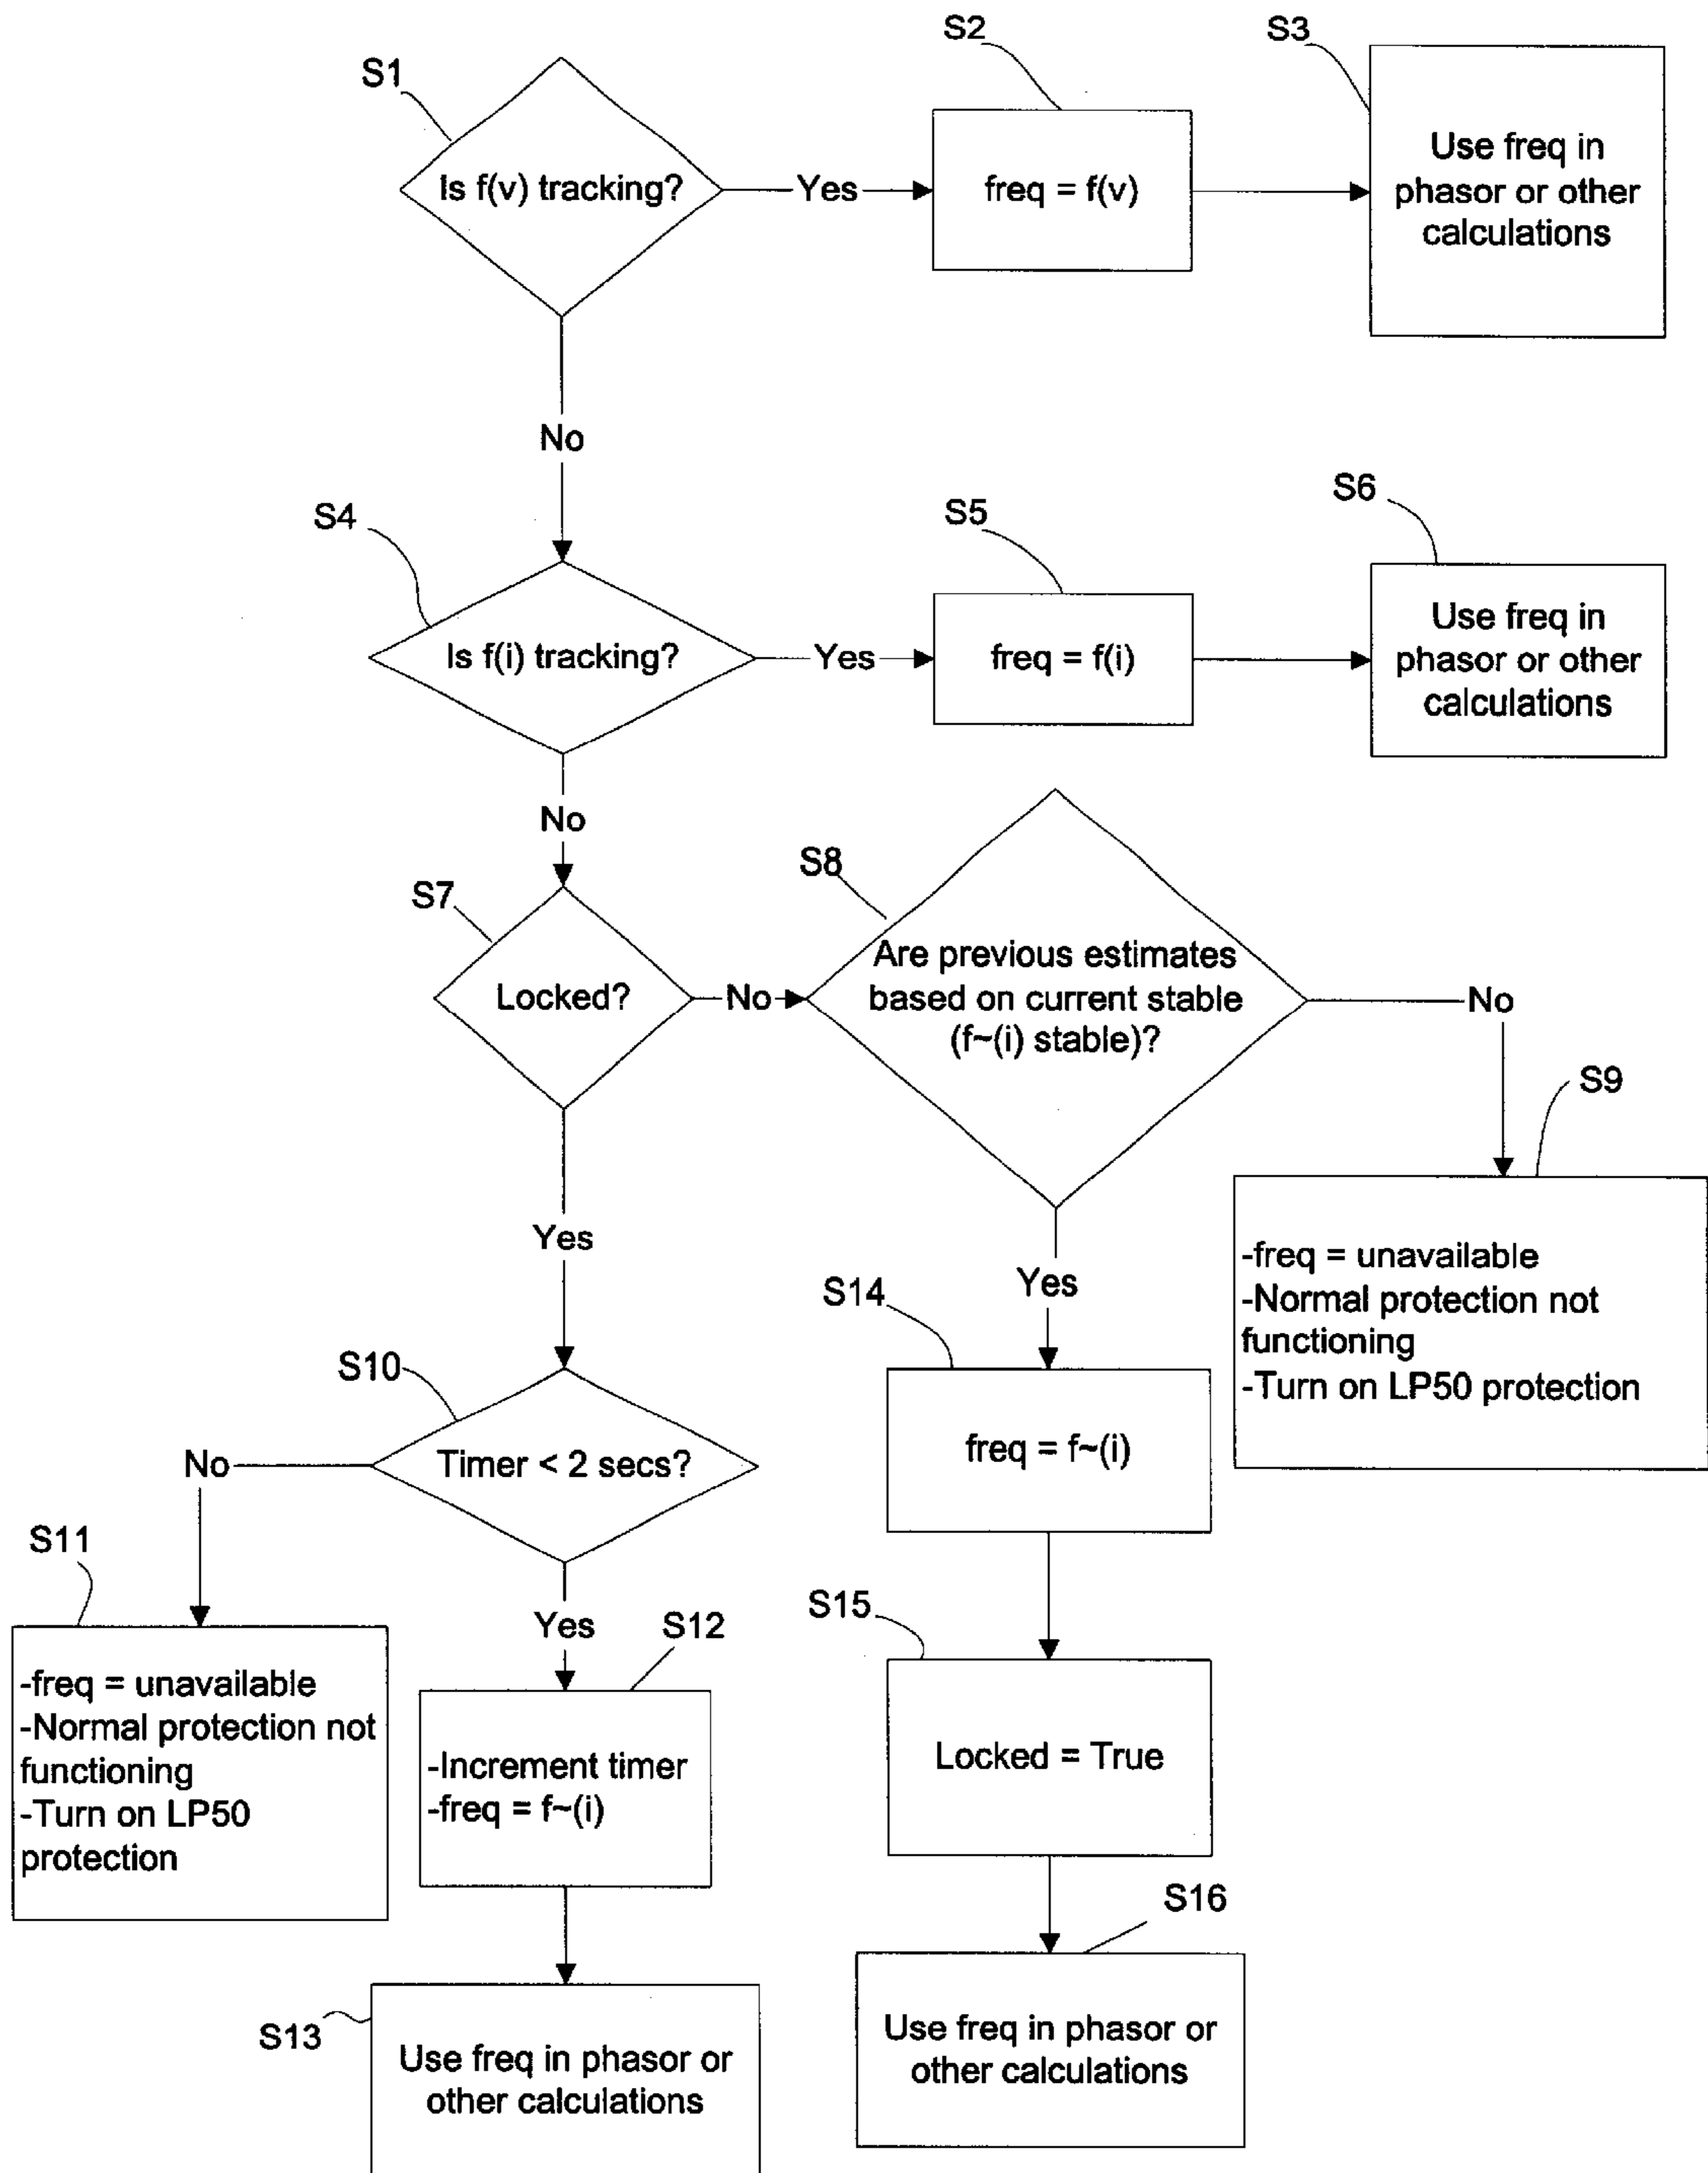 S1
Is f(v) tracking?
Yes
S2
freq = f(v)
S3
Use freq in
phasor or other
calculations
No
S4
Is f(i) tracking?
Yes
S5
freq = f(i)
S6
Use freq in
phasor or other
calculations
No
S7
Locked?
No
S8
Are previous estimates
based on current stable
(f~(i) stable)?
No
S9
-freq = unavailable
-Normal protection not
functioning
-Turn on LP50 protection
Yes
S10
Timer < 2 secs?
No
S11
-freq = unavailable
-Normal protection not
functioning
-Turn on LP50
protection
Yes
S12
-Increment timer
-freq = f~(i)
S13
Use freq in phasor or
other calculations
Yes
S14
freq = f~(i)
S15
Locked = True
S16
Use freq in phasor or
other calculations